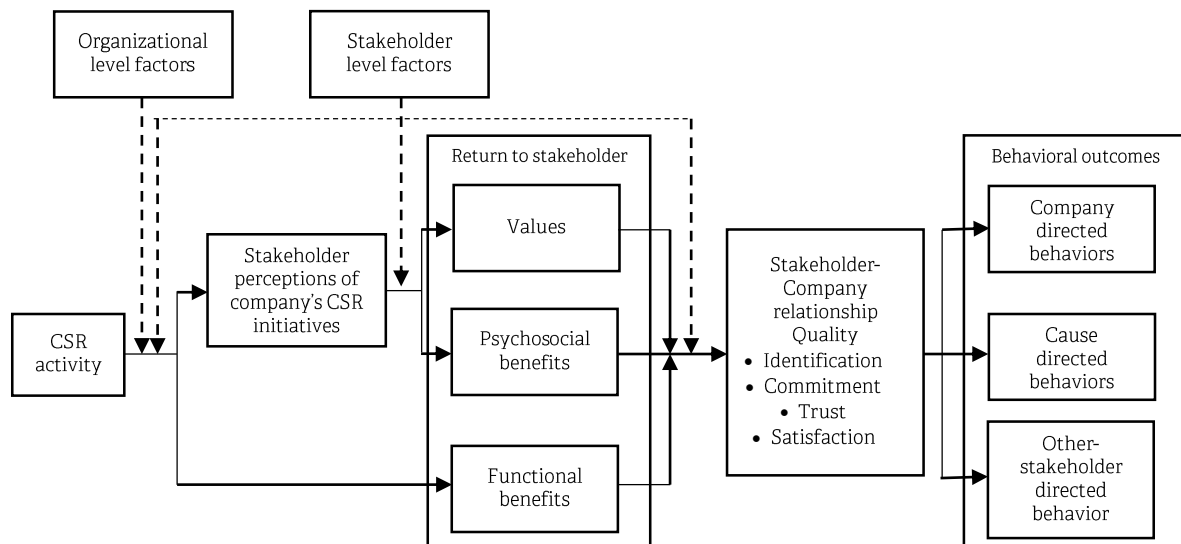 Organizational
level factors
Stakeholder
level factors
Return to stakeholder
Behavioral outcomes
Values
Company
directed
behaviors
Stakeholder
perceptions of
company's CSR
initiatives
Stakeholder-
Company
relationship
Quality
• Identification
• Commitment
• Trust
• Satisfaction
CSR
activity
Psychosocial
benefits
Cause
directed
behaviors
Functional
benefits
Other-
stakeholder
directed
behavior